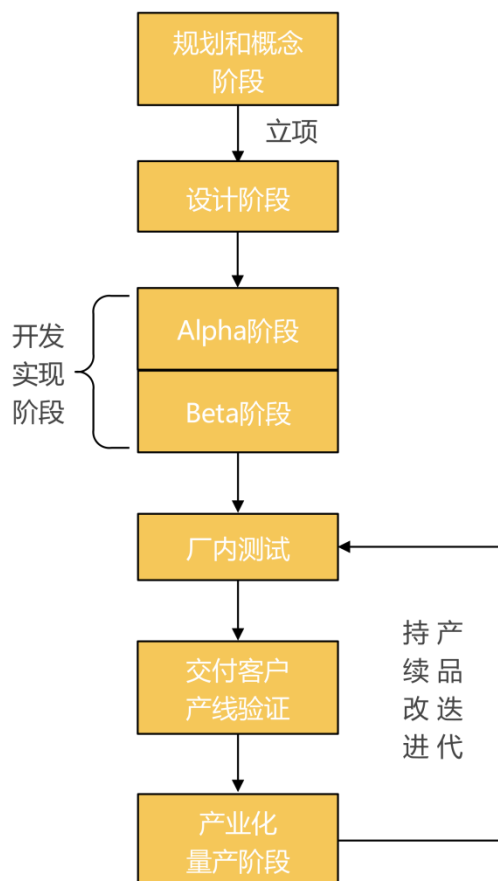 规划和概念
阶段
立项
设计阶段
开发
实现
阶段
Alpha阶段
Beta阶段
厂内测试
交付客户
产线验证
产品迭代
持续改进
产业化
量产阶段